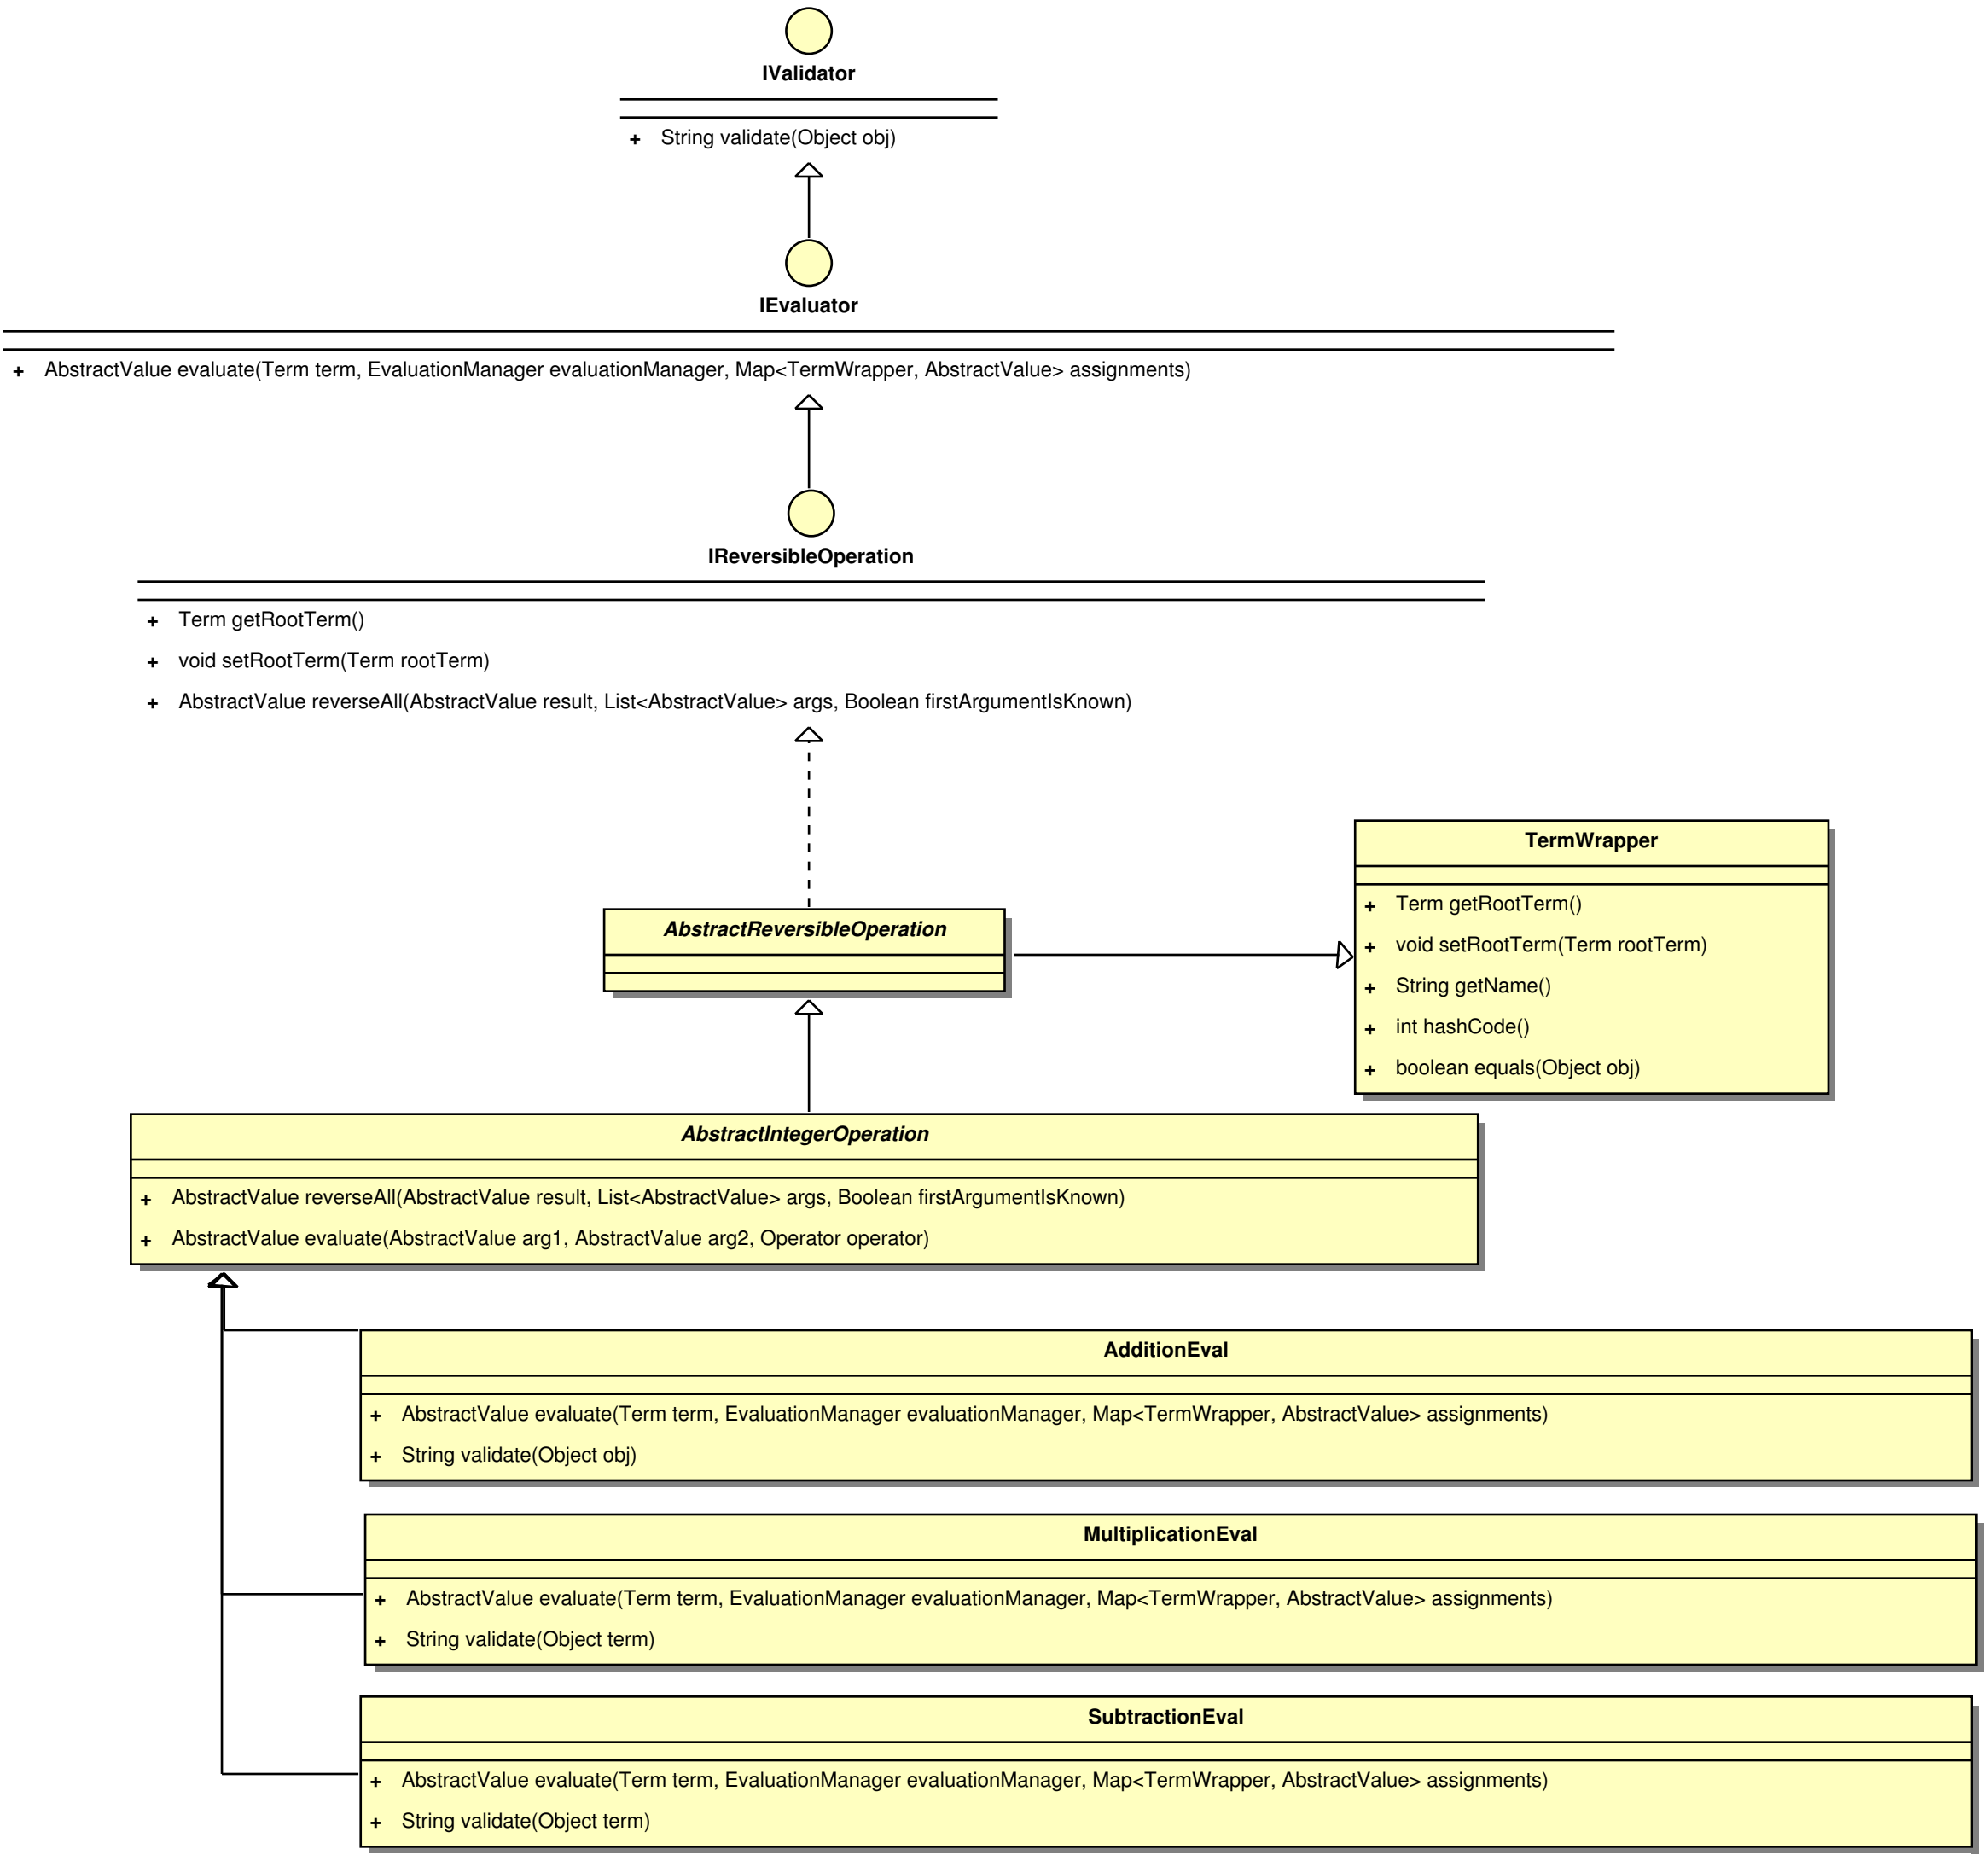 IValidator
+ String validate(Object obj)
IEvaluator
+ AbstractValue evaluate(Term term, EvaluationManager evaluationManager, Map<TermWrapper, AbstractValue> assignments)
IReversibleOperation
+ Term getRootTerm()
+ void setRootTerm(Term rootTerm)
+ AbstractValue reverseAll(AbstractValue result, List<AbstractValue> args, Boolean firstArgumentIsKnown)
TermWrapper
+ Term getRootTerm()
+ void setRootTerm(Term rootTerm)
+ String getName()
+ int hashCode()
+ boolean equals(Object obj)
AbstractReversibleOperation
AbstractIntegerOperation
+ AbstractValue reverseAll(AbstractValue result, List<AbstractValue> args, Boolean firstArgumentIsKnown)
+ AbstractValue evaluate(AbstractValue arg1, AbstractValue arg2, Operator operator)
AdditionEval
+ AbstractValue evaluate(Term term, EvaluationManager evaluationManager, Map<TermWrapper, AbstractValue> assignments)
+ String validate(Object obj)
MultiplicationEval
+ AbstractValue evaluate(Term term, EvaluationManager evaluationManager, Map<TermWrapper, AbstractValue> assignments)
+ String validate(Object term)
SubtractionEval
+ AbstractValue evaluate(Term term, EvaluationManager evaluationManager, Map<TermWrapper, AbstractValue> assignments)
+ String validate(Object term)